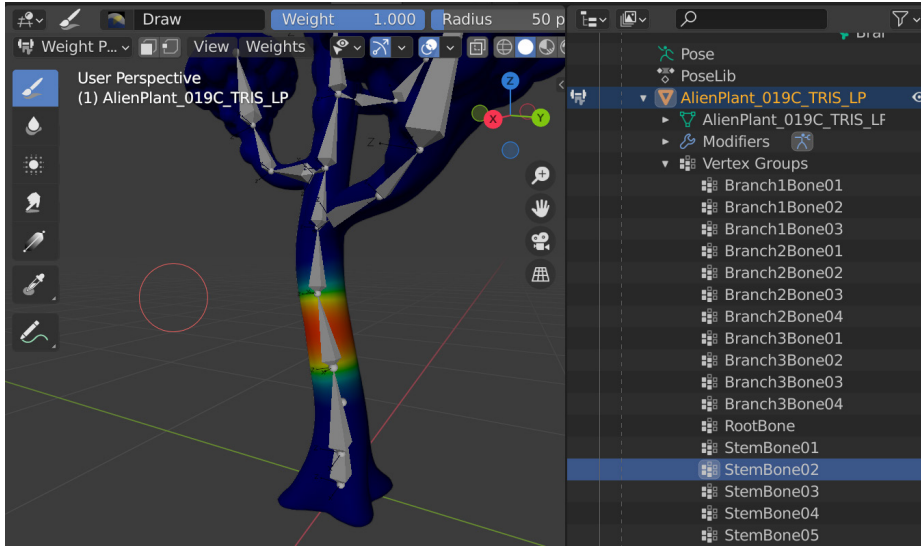 Draw
Weight 1.000
Radius 50 p
Weight P...
View
Weights
User Perspective
(1) AlienPlant_019C_TRIS_LP
Z
X
Y
Pose
PoseLib
AlienPlant_019C_TRIS_LP
AlienPlant_019C_TRIS_LF
Modifiers
Vertex Groups
Branch1Bone01
Branch1Bone02
Branch1Bone03
Branch2Bone01
Branch2Bone02
Branch2Bone03
Branch2Bone04
Branch3Bone01
Branch3Bone02
Branch3Bone03
Branch3Bone04
RootBone
StemBone01
StemBone02
StemBone03
StemBone04
StemBone05